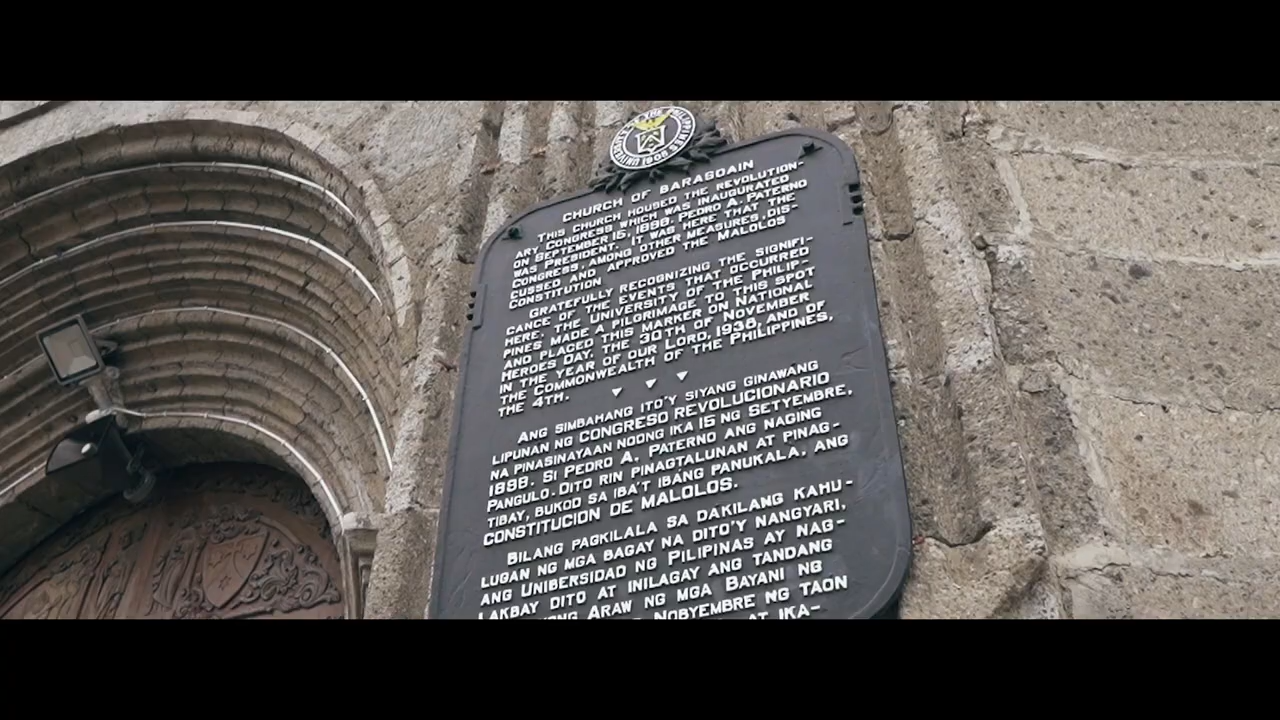 UNIVERSITY OF THE PHILIPPINES
1908
CHURCH OF BARASOAIN
THIS CHURCH HOUSED THE REVOLUTION-
ARY CONGRESS WHICH WAS INAUGURATED
ON SEPTEMBER 15, 1898. PEDRO A. PATERNO
WAS PRESIDENT. IT WAS HERE THAT THE
CONGRESS, AMONG OTHER MEASURES, DIS-
CUSSED AND APPROVED THE MALOLOS
CONSTITUTION
GRATEFULLY RECOGNIZING THE SIGNIFI-
CANCE OF THE EVENTS THAT OCCURRED
HERE, THE UNIVERSITY OF THE PHILIP-
PINES MADE A PILGRIMAGE TO THIS SPOT
AND PLACED THIS MARKER ON NATIONAL
HEROES DAY, THE 30TH OF NOVEMBER
IN THE YEAR OF OUR LORD, 1938, AND OF
THE COMMONWEALTH OF THE PHILIPPINES,
THE 4TH.
ANG SIMBAHANG ITO'Y SIYANG GINAWANG
LIPUNAN NG CONGRESO REVOLUCIONARIO
NA PINASINAYAAN NOONG IKA 15 NG SETYEMBRE,
1898. SI PEDRO A. PATERNO ANG NAGING
PANGULO. DITO RIN PINAGTALUNAN AT PINAG-
TIBAY, BUKOD SA IBA'T IBANG PANUKALA, ANG
CONSTITUCION DE MALOLOS.
BILANG PAGKILALA SA DAKILANG KAHU-
LUGAN NG MGA BAGAY NA DITO'Y NANGYARI,
ANG UNIBERSIDAD NG PILIPINAS AY NAG-
LAKBAY DITO AT INILAGAY ANG TANDANG
ARAW NG MGA BAYANI NG
NOBYEMBRE NG TAON
AT IKA-